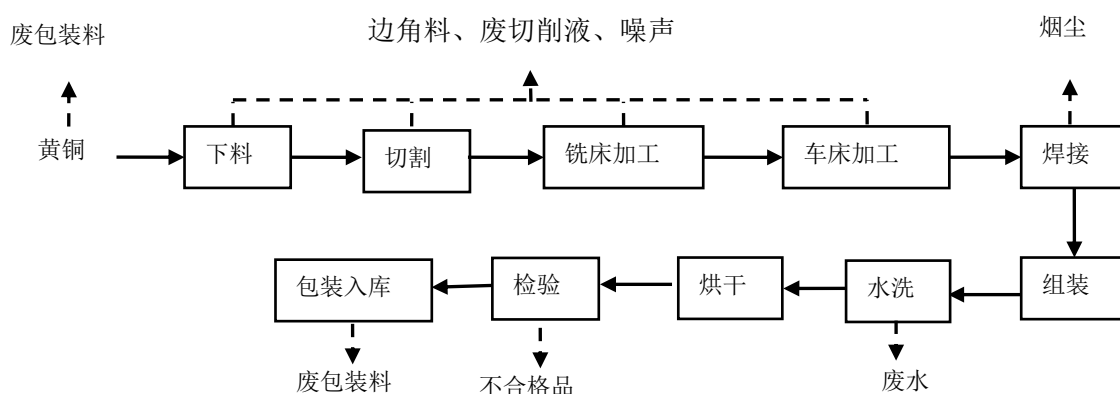 废包装料
边角料、废切削液、噪声
烟尘
黄铜
下料
切割
铣床加工
车床加工
焊接
包装入库
检验
烘干
水洗
组装
废包装料
不合格品
废水